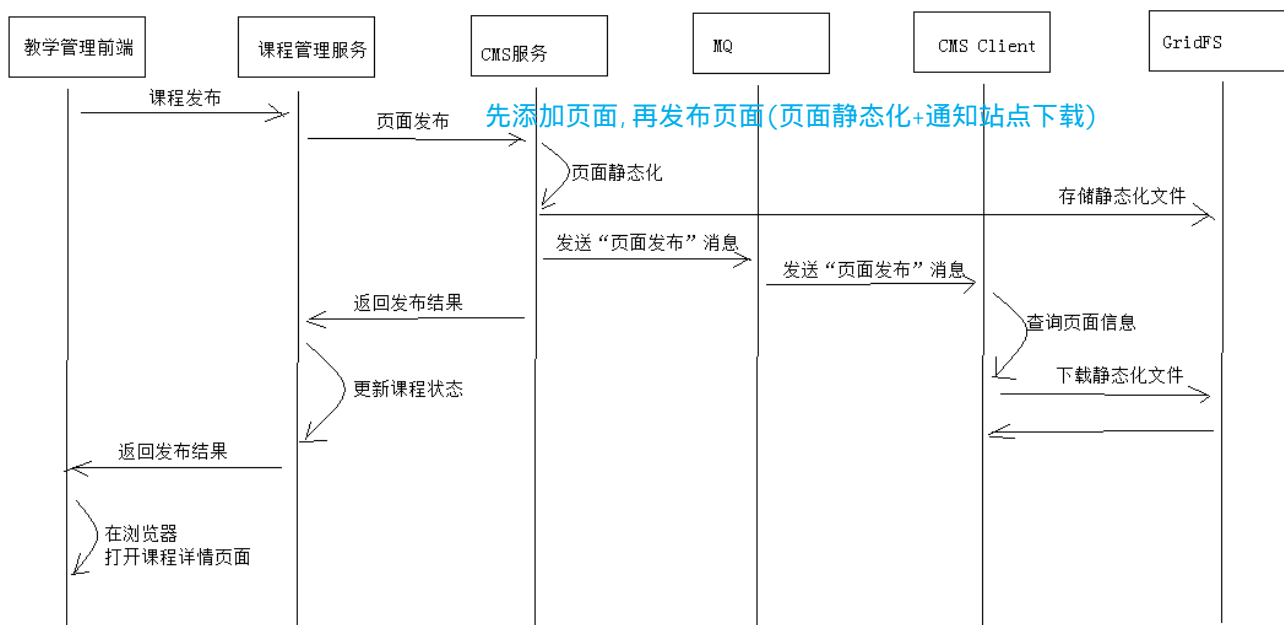 教学管理前端
课程管理服务
CMS服务
MQ
CMS Client
GridFS
课程发布
先添加页面,再发布页面(页面静态化+通知站点下载)
页面发布
页面静态化
存储静态化文件
发送“页面发布”消息
发送“页面发布”消息
返回发布结果
查询页面信息
更新课程状态
下载静态化文件
返回发布结果
在浏览器
打开课程详情页面